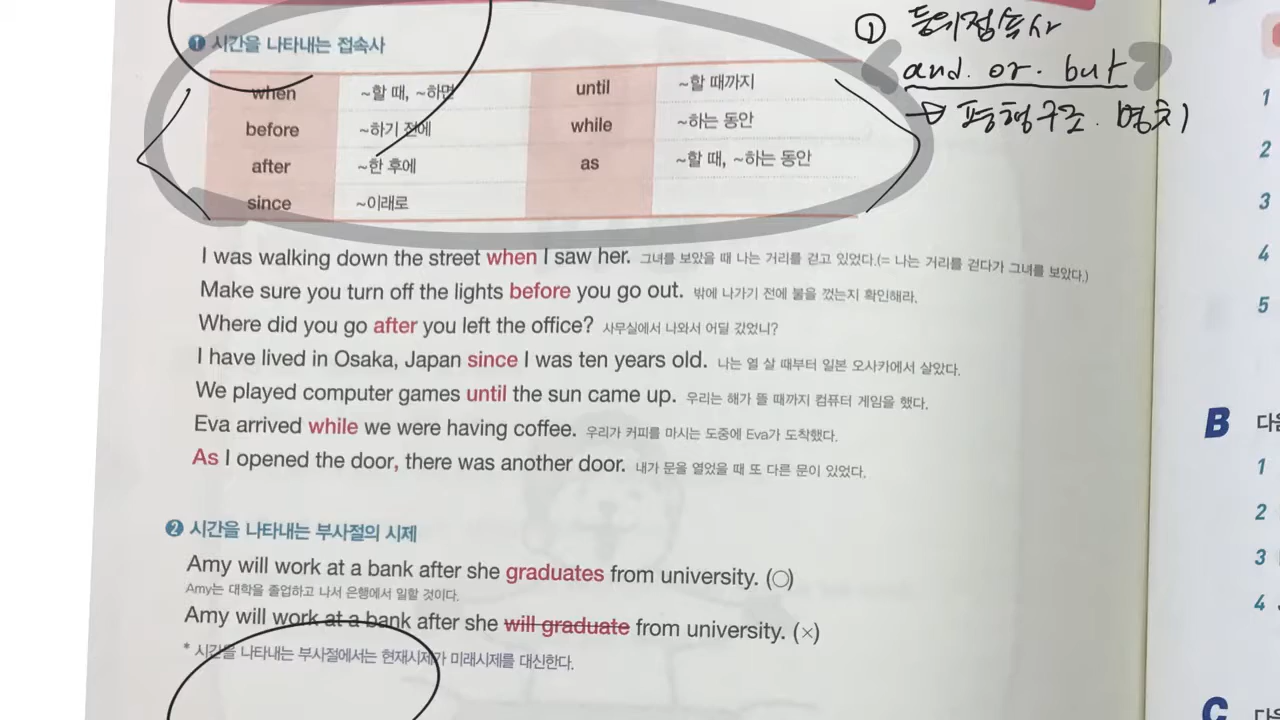 ① 등위접속사
and. or. but
→ 병형구조. 병치
❶ 시간을 나타내는 접속사
when ~할 때, ~하면 until ~할 때까지
before ~하기 전에 while ~하는 동안
after ~한 후에 as ~할 때, ~하는 동안
since ~이래로
I was walking down the street when I saw her. 그녀를 보았을 때 나는 거리를 걷고 있었다.(= 나는 거리를 걷다가 그녀를 보았다.)
Make sure you turn off the lights before you go out. 밖에 나가기 전에 불을 껐는지 확인해라.
Where did you go after you left the office? 사무실에서 나와서 어딜 갔었니?
I have lived in Osaka, Japan since I was ten years old. 나는 열 살 때부터 일본 오사카에서 살았다.
We played computer games until the sun came up. 우리는 해가 뜰 때까지 컴퓨터 게임을 했다.
Eva arrived while we were having coffee. 우리가 커피를 마시는 도중에 Eva가 도착했다.
As I opened the door, there was another door. 내가 문을 열었을 때 또 다른 문이 있었다.
❷ 시간을 나타내는 부사절의 시제
Amy will work at a bank after she graduates from university. (○)
Amy는 대학을 졸업하고 나서 은행에서 일할 것이다.
Amy will work at a bank after she will graduate from university. (×)
* 시간을 나타내는 부사절에서는 현재시제가 미래시제를 대신한다.
1
2
3
4
5
B 다음
1
2
3
4
C 다음